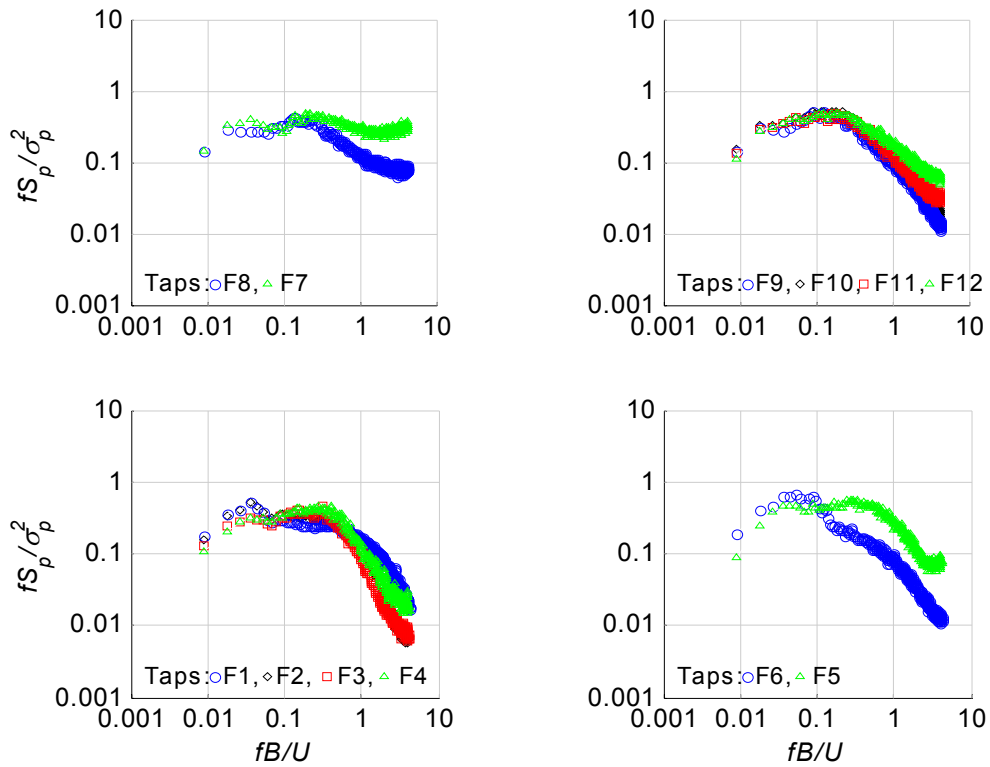 10
1
0.1
0.01
0.001
fS_p/σ_p^2
Taps:○F8, △ F7
0.001 0.01 0.1 1 10
10
1
0.1
0.01
0.001
Taps:○F9, ◇ F10, □ F11, △ F12
0.001 0.01 0.1 1 10
10
1
0.1
0.01
0.001
fS_p/σ_p^2
Taps:○F1, ◇ F2, □ F3, △ F4
0.001 0.01 0.1 1 10
fB/U
10
1
0.1
0.01
0.001
Taps:○F6, △ F5
0.001 0.01 0.1 1 10
fB/U